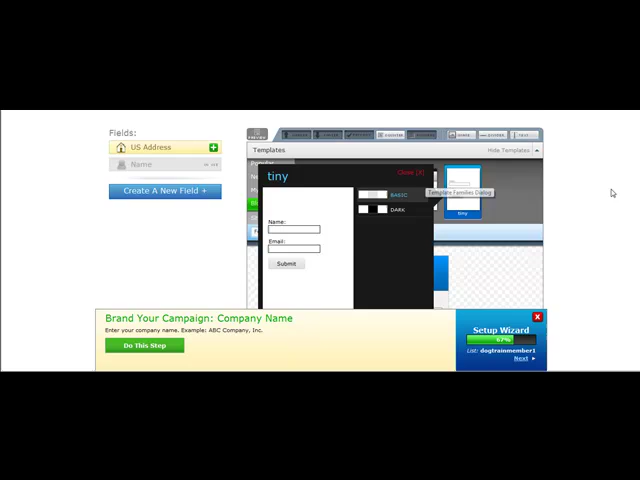 Fields:
US Address
Name
Create A New Field +
Templates
Hide Templates
Popular
tiny
Close [X]
BASIC
DARK
Template Families Dialog
tiny
Name:
Email:
Submit
Brand Your Campaign: Company Name
Enter your company name. Example: ABC Company, Inc.
Do This Step
X
Setup Wizard
67%
List: dogtrainmember1
Next